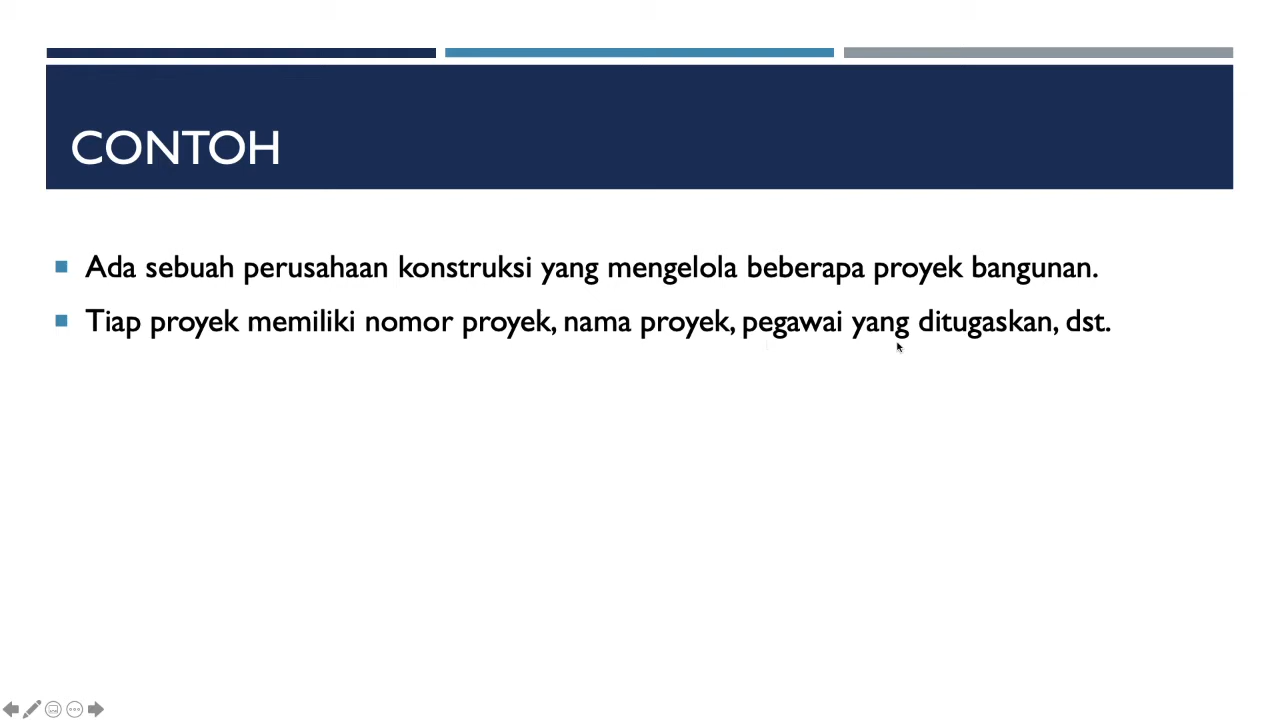 CONTOH
Ada sebuah perusahaan konstruksi yang mengelola beberapa proyek bangunan.
Tiap proyek memiliki nomor proyek, nama proyek, pegawai yang ditugaskan, dst.